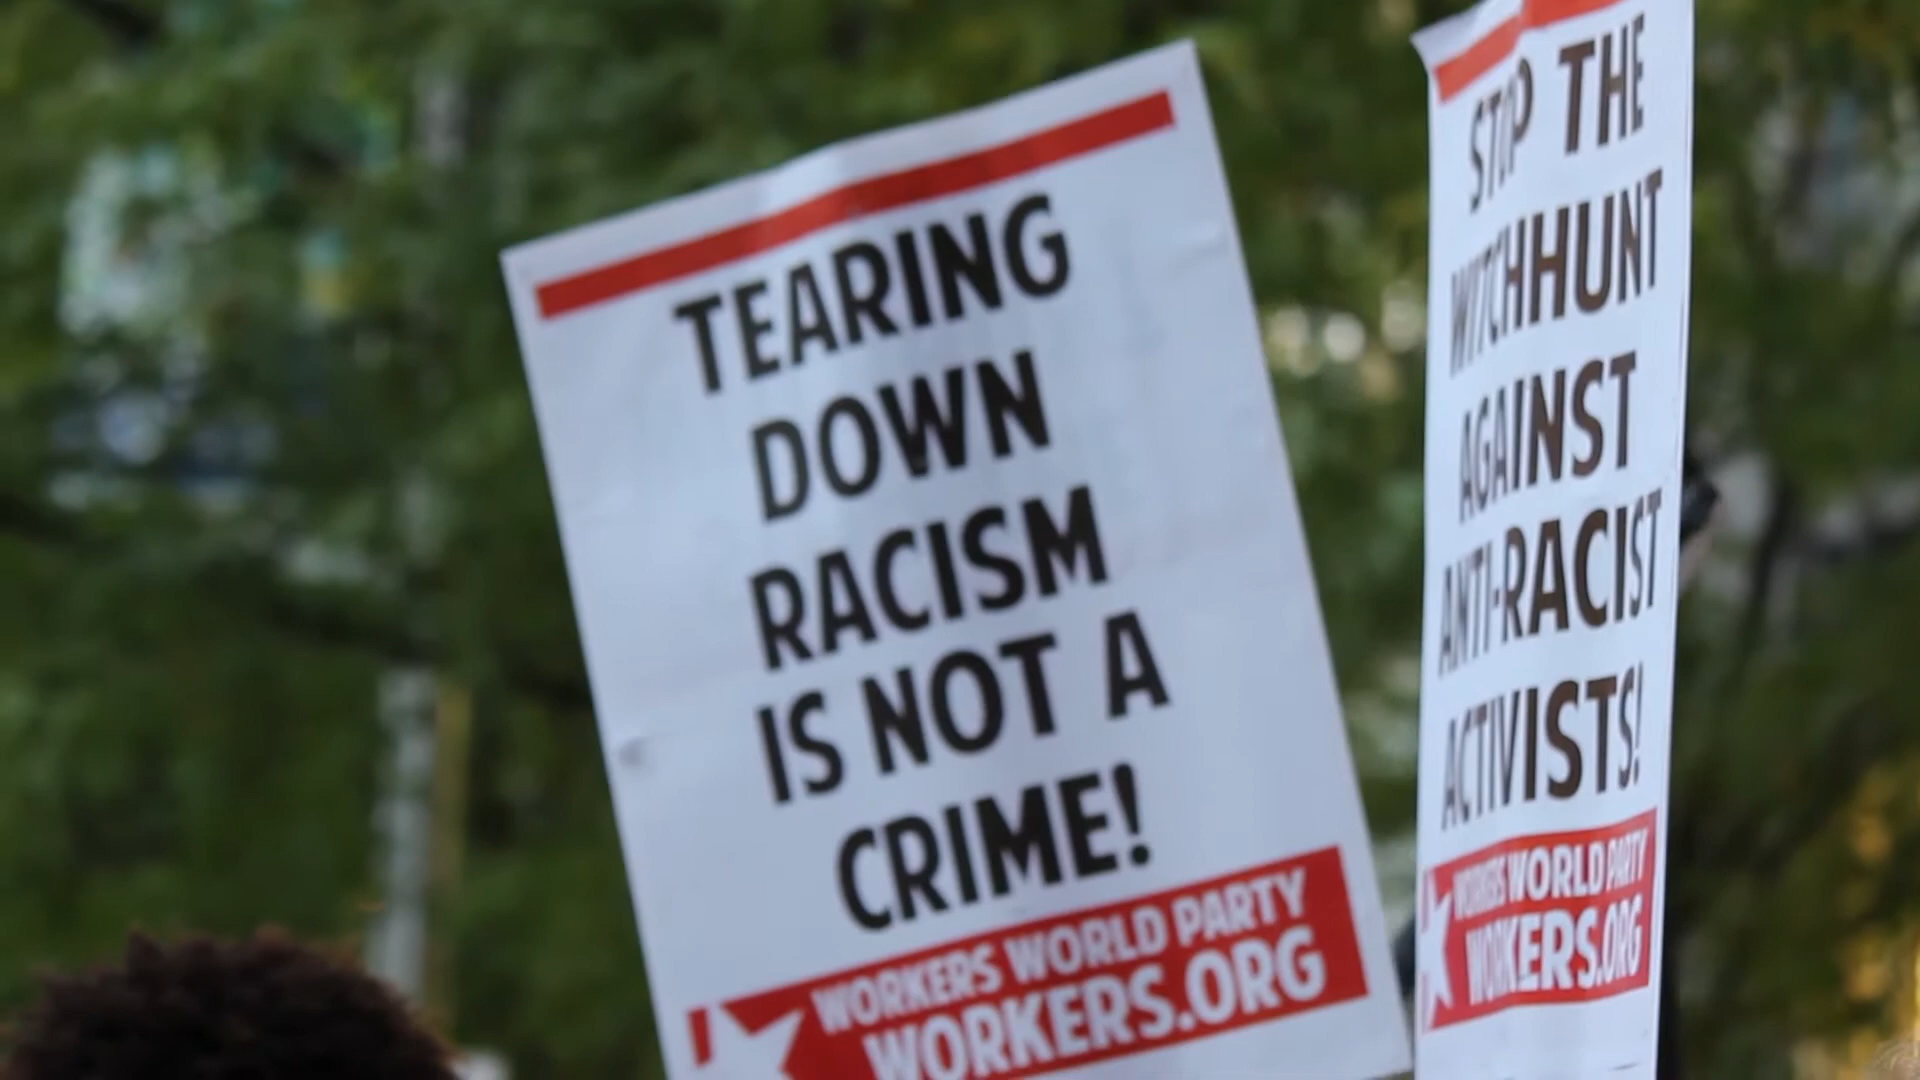 TEARING
DOWN
RACISM
IS NOT A
CRIME!
WORKERS WORLD PARTY
WORKERS.ORG
STOP THE
WITCHHUNT
AGAINST
ANTI-RACIST
ACTIVISTS!
WORKERS WORLD PARTY
WORKERS.ORG